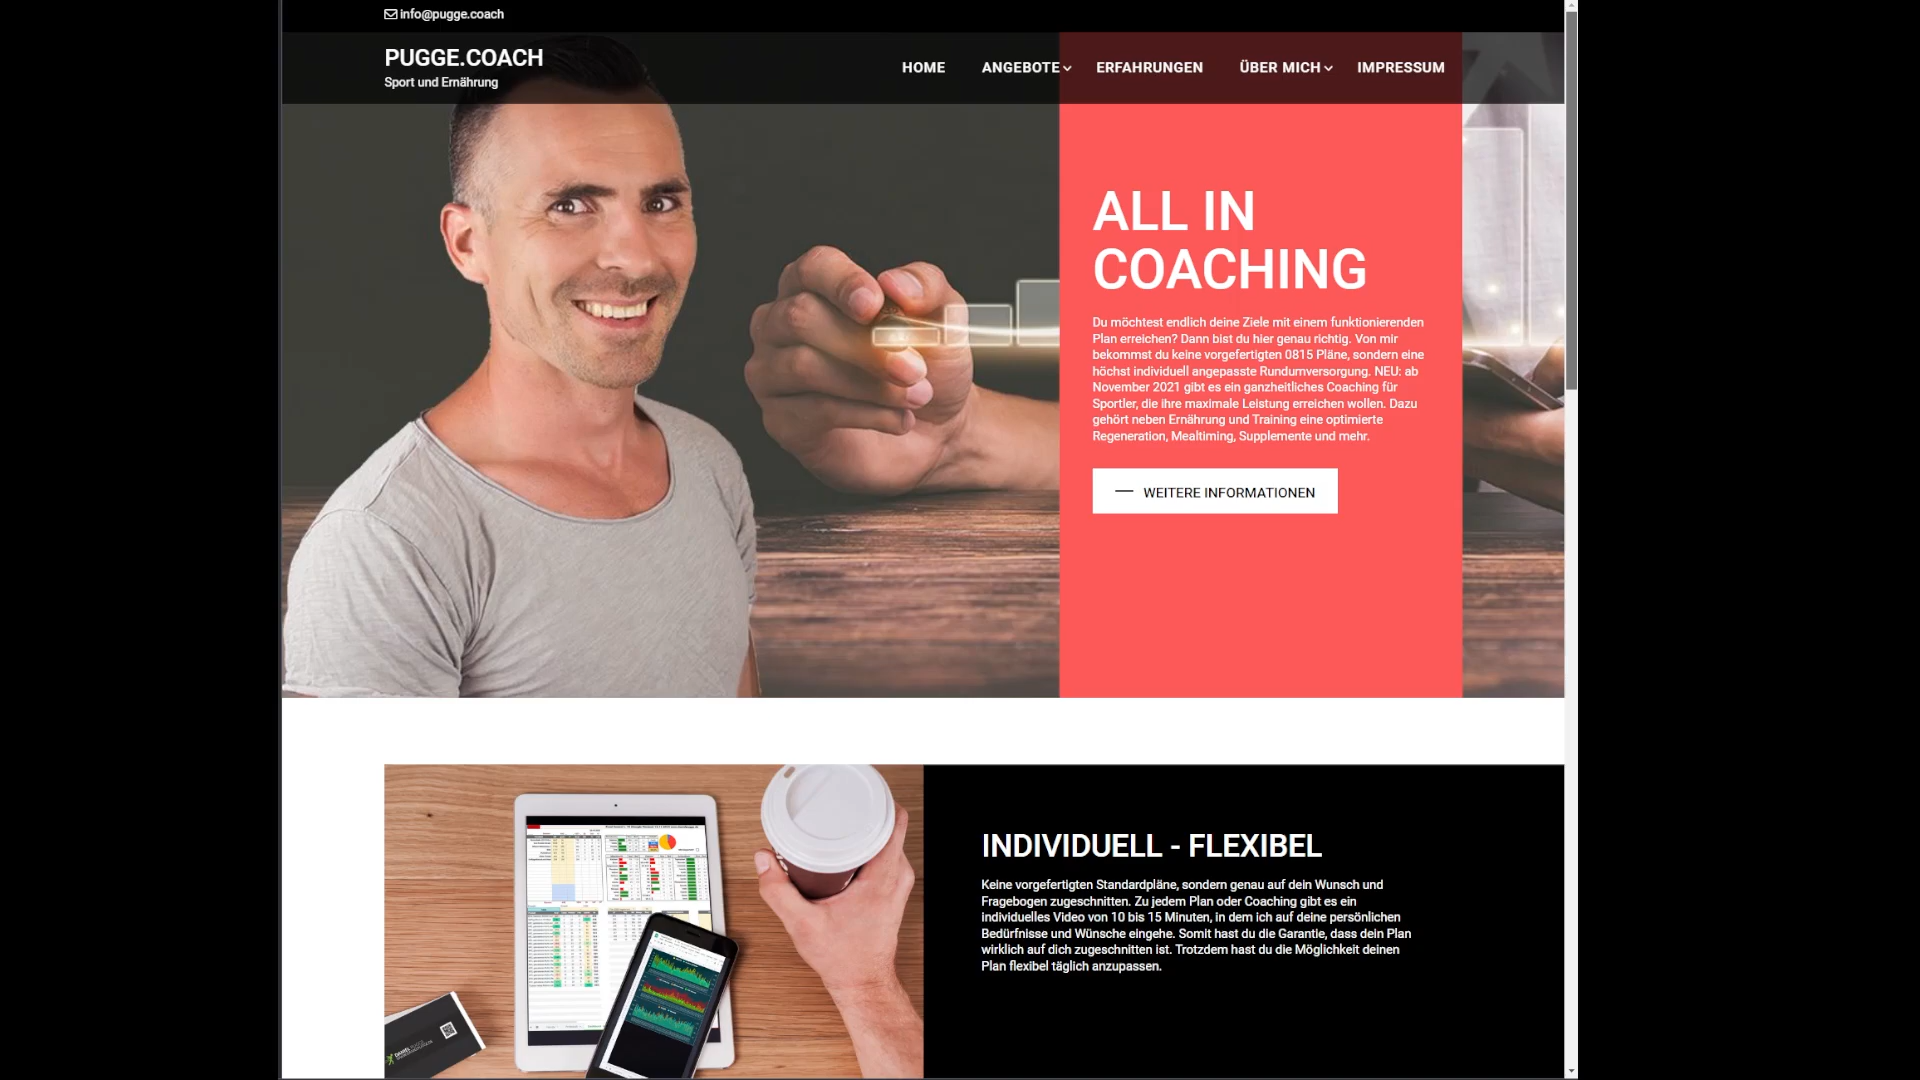 info@pugge.coach
PUGGE.COACH
Sport und Ernährung
HOME
ANGEBOTE
ERFAHRUNGEN
ÜBER MICH
IMPRESSUM
ALL IN
COACHING
Du möchtest endlich deine Ziele mit einem funktionierenden
Plan erreichen? Dann bist du hier genau richtig. Von mir
bekommst du keine vorgefertigten 0815 Pläne, sondern eine
höchst individuell angepasste Rundumversorgung. NEU: ab
November 2021 gibt es ein ganzheitliches Coaching für
Sportler, die ihre maximale Leistung erreichen wollen. Dazu
gehört neben Ernährung und Training eine optimierte
Regeneration, Mealtiming, Supplemente und mehr.
WEITERE INFORMATIONEN
INDIVIDUELL - FLEXIBEL
Keine vorgefertigten Standardpläne, sondern genau auf dein Wunsch und
Fragebogen zugeschnitten. Zu jedem Plan oder Coaching gibt es ein
individuelles Video von 10 bis 15 Minuten, in dem ich auf deine persönlichen
Bedürfnisse und Wünsche eingehe. Somit hast du die Garantie, dass dein Plan
wirklich auf dich zugeschnitten ist. Trotzdem hast du die Möglichkeit deinen
Plan flexibel täglich anzupassen.